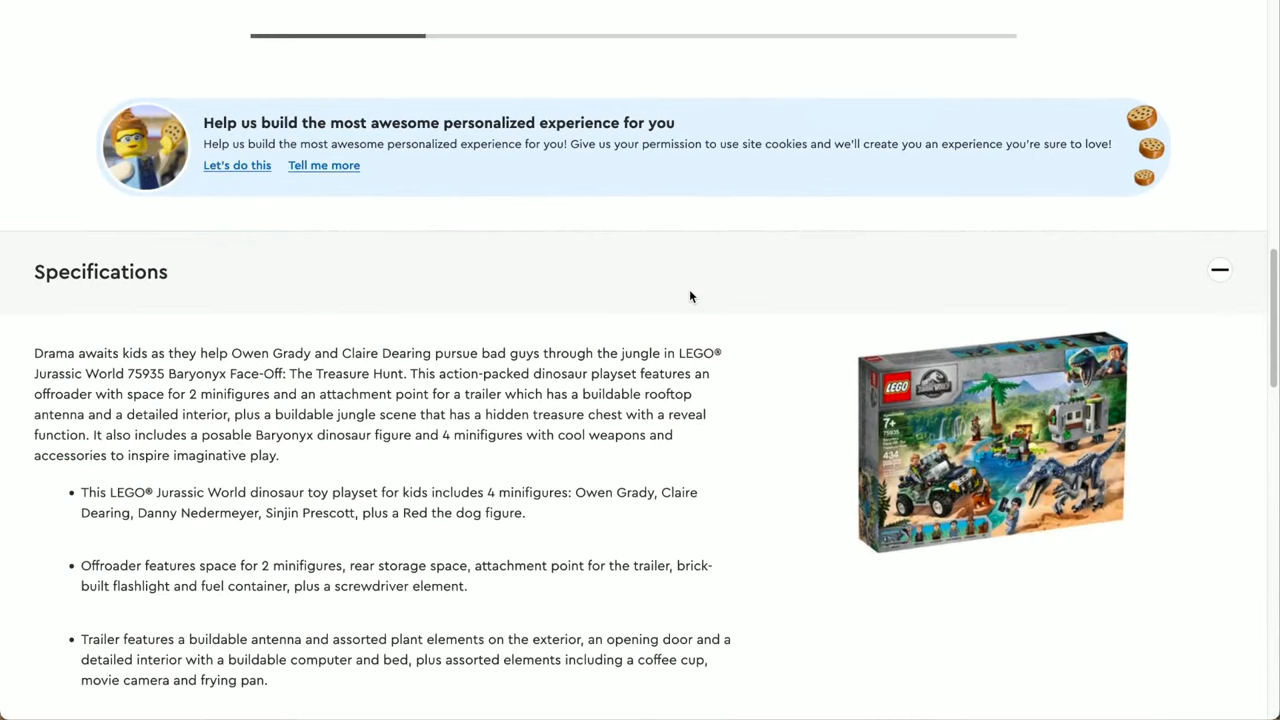 Help us build the most awesome personalized experience for you
Help us build the most awesome personalized experience for you! Give us your permission to use site cookies and we'll create you an experience you're sure to love!
Let's do this Tell me more
Specifications
Drama awaits kids as they help Owen Grady and Claire Dearing pursue bad guys through the jungle in LEGO®
Jurassic World 75935 Baryonyx Face-Off: The Treasure Hunt. This action-packed dinosaur playset features an
offroader with space for 2 minifigures and an attachment point for a trailer which has a buildable rooftop
antenna and a detailed interior, plus a buildable jungle scene that has a hidden treasure chest with a reveal
function. It also includes a posable Baryonyx dinosaur figure and 4 minifigures with cool weapons and
accessories to inspire imaginative play.
• This LEGO® Jurassic World dinosaur toy playset for kids includes 4 minifigures: Owen Grady, Claire
Dearing, Danny Nedermeyer, Sinjin Prescott, plus a Red the dog figure.
• Offroader features space for 2 minifigures, rear storage space, attachment point for the trailer, brick-
built flashlight and fuel container, plus a screwdriver element.
• Trailer features a buildable antenna and assorted plant elements on the exterior, an opening door and a
detailed interior with a buildable computer and bed, plus assorted elements including a coffee cup,
movie camera and frying pan.
LEGO
JURASSIC WORLD
7+
75935
434